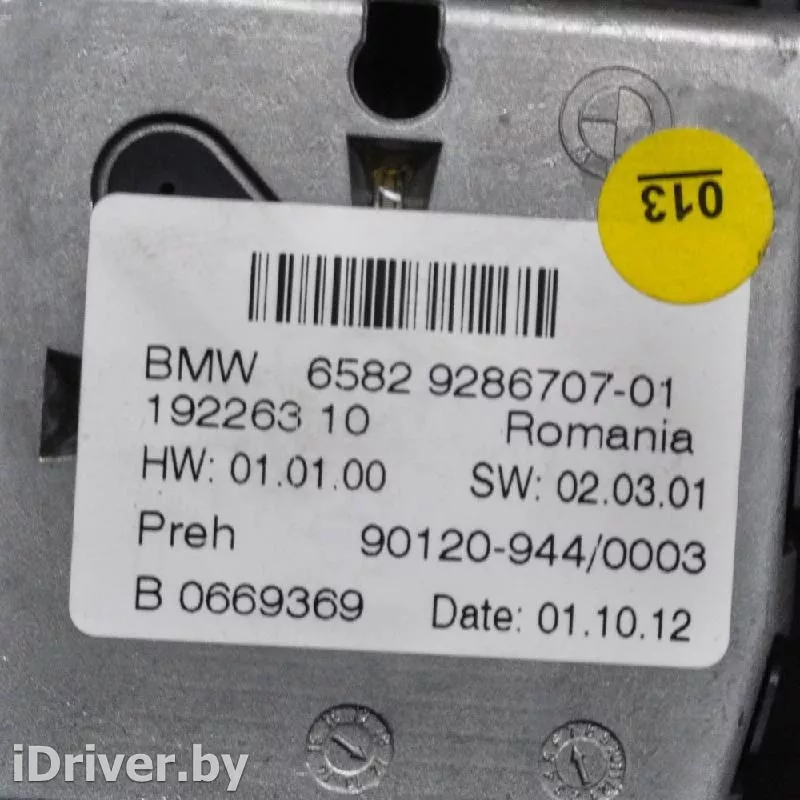 013
BMW 6582 9286707-01
192263 10 Romania
HW: 01.01.00 SW: 02.03.01
Preh 90120-944/0003
B 0669369 Date: 01.10.12
iDriver.by